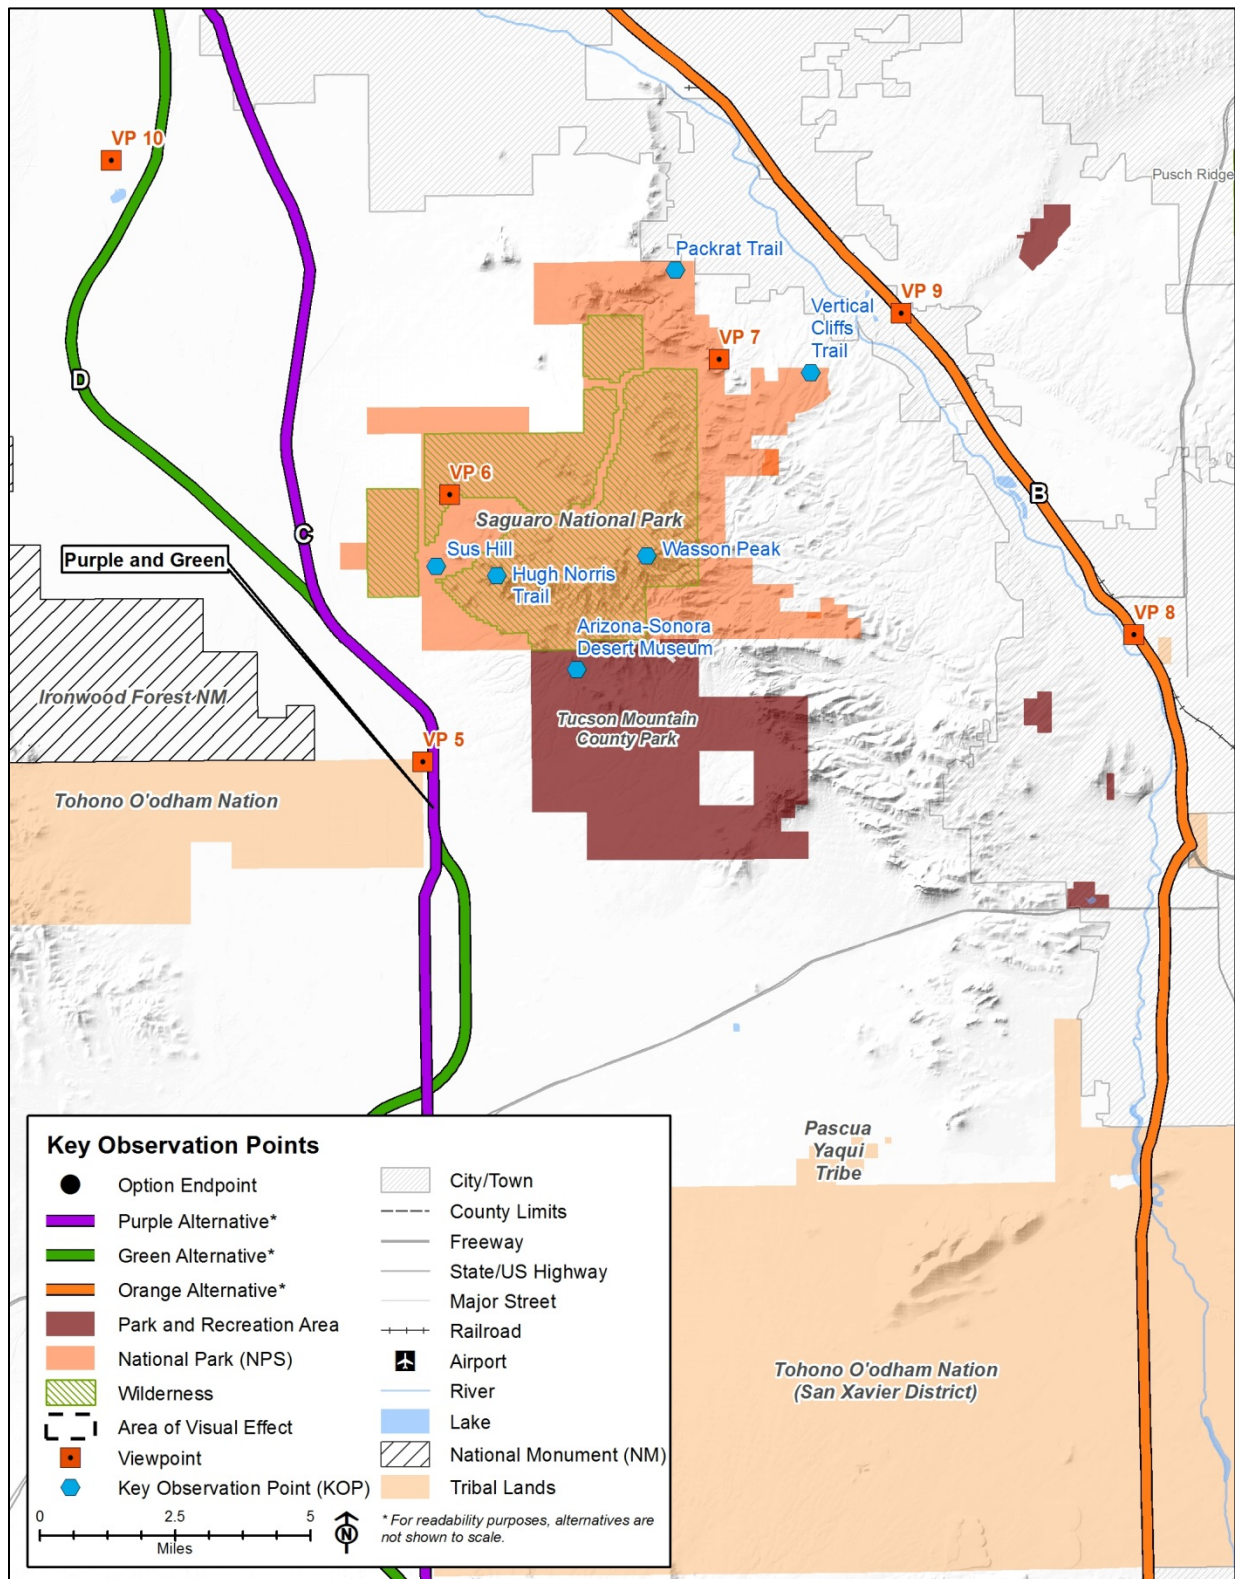 VP 10
Pusch Ridge
Packrat Trail
VP 9
Vertical
Cliffs
Trail
VP 7
D
VP 6
B
Saguaro National Park
C
Purple and Green
Sus Hill
Wasson Peak
Hugh Norris
Trail
VP 8
Arizona-Sonora
Desert Museum
Ironwood Forest NM
Tucson Mountain
County Park
VP 5
Tohono O'odham Nation
Pascua
Yaqui
Tribe
Tohono O'odham Nation
(San Xavier District)
Key Observation Points
Option Endpoint
Purple Alternative*
Green Alternative*
Orange Alternative*
Park and Recreation Area
National Park (NPS)
Wilderness
Area of Visual Effect
Viewpoint
Key Observation Point (KOP)
City/Town
County Limits
Freeway
State/US Highway
Major Street
Railroad
Airport
River
Lake
National Monument (NM)
Tribal Lands
0 2.5 5
Miles
N
* For readability purposes, alternatives are
not shown to scale.